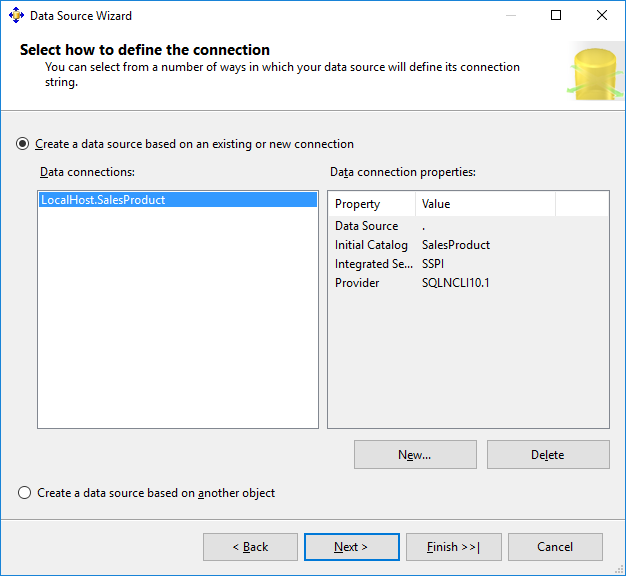 Data Source Wizard
Select how to define the connection
You can select from a number of ways in which your data source will define its connection
string.
Create a data source based on an existing or new connection
Data connections:
Data connection properties:
LocalHost.SalesProduct
Property Value
Data Source .
Initial Catalog SalesProduct
Integrated Se... SSPI
Provider SQLNCLI10.1
New...
Delete
Create a data source based on another object
< Back
Next >
Finish >>|
Cancel